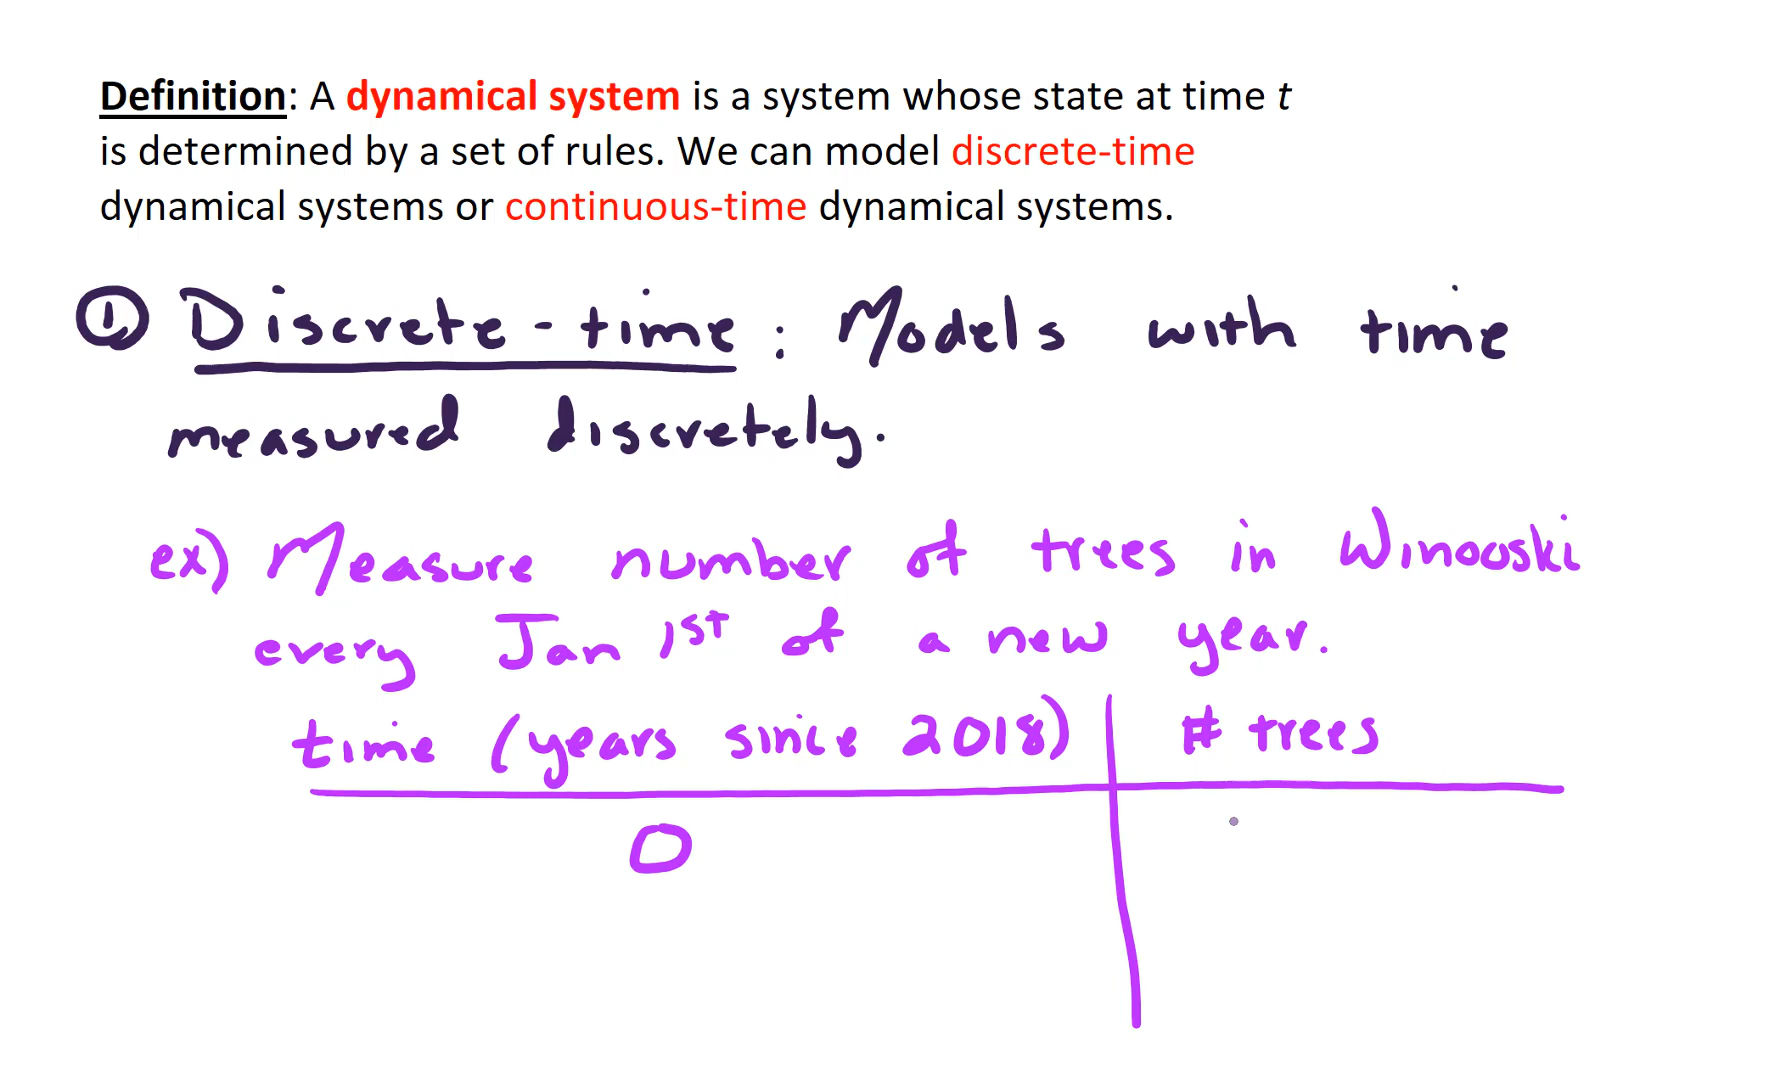 Definition: A dynamical system is a system whose state at time t
is determined by a set of rules. We can model discrete-time
dynamical systems or continuous-time dynamical systems.
① Discrete-time: Models with time
measured discretely.
ex) Measure number of trees in Winooski
every Jan 1st of a new year.
time (years since 2018) # trees
0